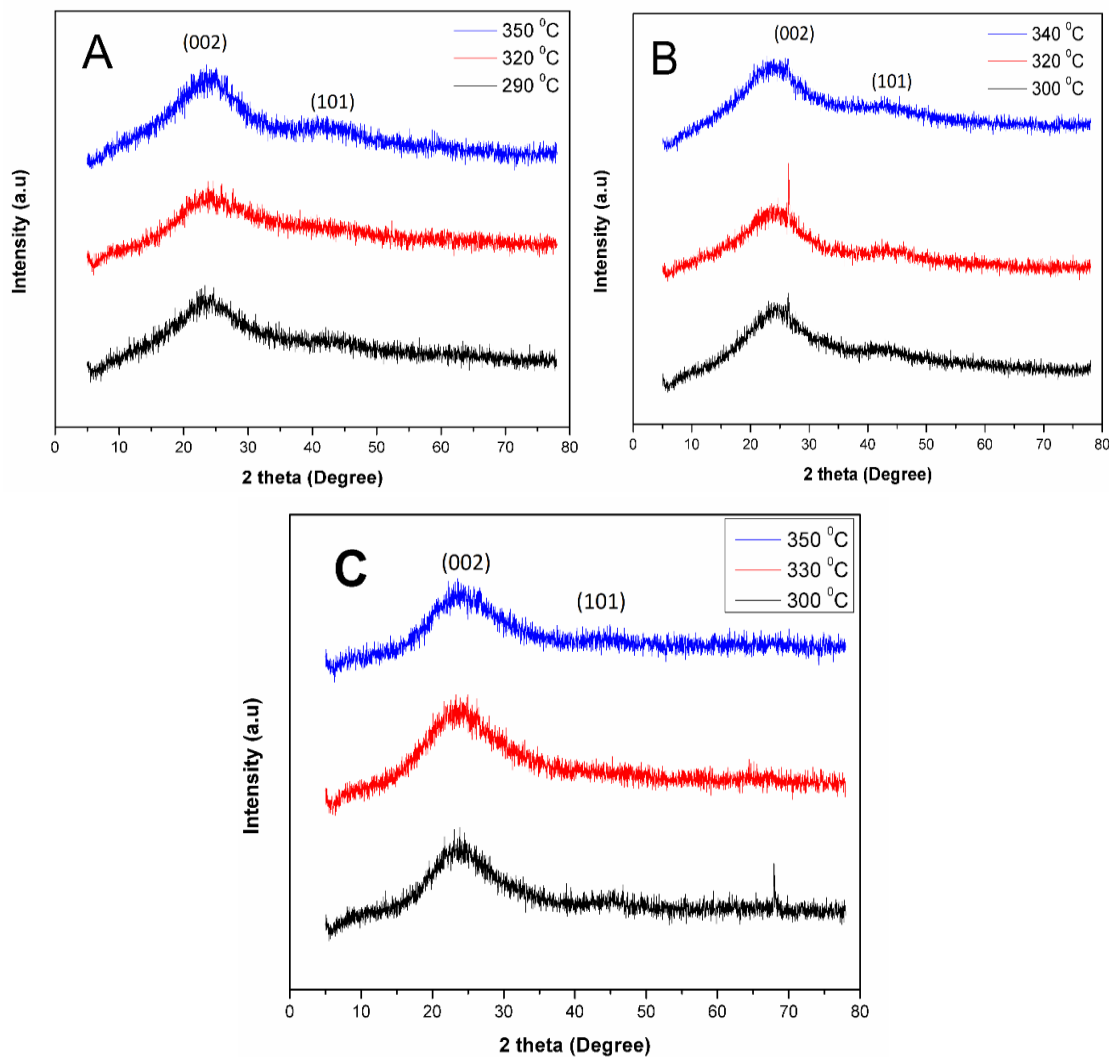 A
(002)
(101)
350 ⁰C
320 ⁰C
290 ⁰C
Intensity (a.u)
0 10 20 30 40 50 60 70 80
2 theta (Degree)
B
(002)
(101)
340 ⁰C
320 ⁰C
300 ⁰C
Intensity (a.u)
0 10 20 30 40 50 60 70 80
2 theta (Degree)
C
(002)
(101)
350 ⁰C
330 ⁰C
300 ⁰C
Intensity (a.u)
0 10 20 30 40 50 60 70 80
2 theta (Degree)